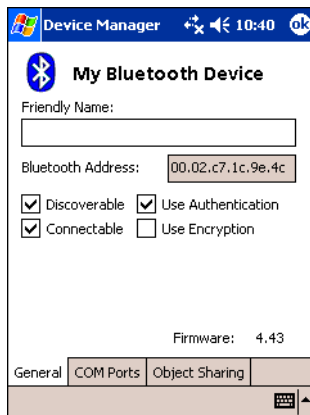 Device Manager 10:40 ok
My Bluetooth Device
Friendly Name:
Bluetooth Address: 00.02.c7.1c.9e.4c
Discoverable Use Authentication
Connectable Use Encryption
Firmware: 4.43
General COM Ports Object Sharing